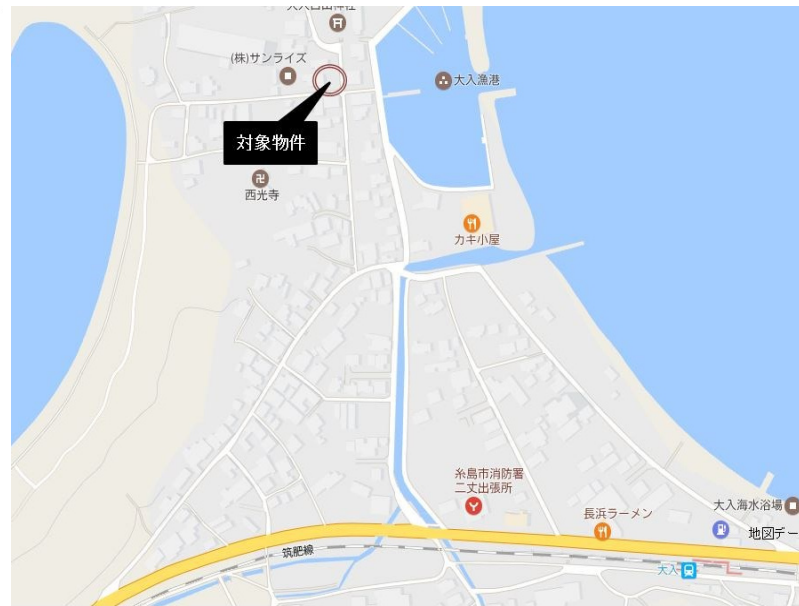 (株)サンライズ
大入漁港
対象物件
西光寺
カキ小屋
糸島市消防署
二丈出張所
長浜ラーメン
大入海水浴場
地図デー
筑肥線
大入